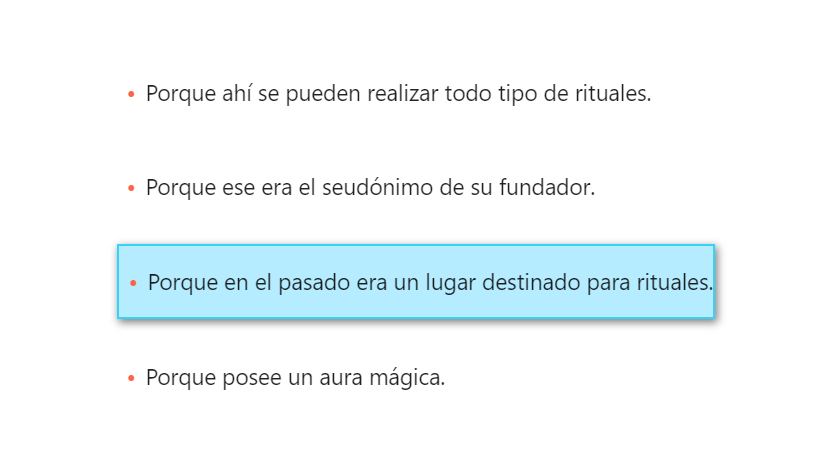 • Porque ahí se pueden realizar todo tipo de rituales.
• Porque ese era el seudónimo de su fundador.
• Porque en el pasado era un lugar destinado para rituales.
• Porque posee un aura mágica.